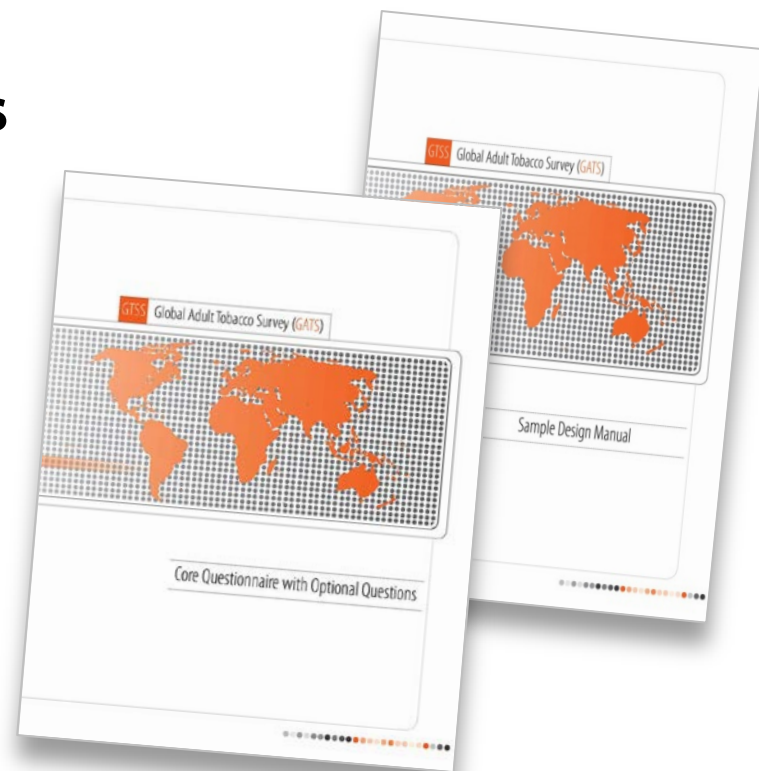 s
GTSS Global Adult Tobacco Survey (GATS)
Sample Design Manual
GTSS Global Adult Tobacco Survey (GATS)
Core Questionnaire with Optional Questions